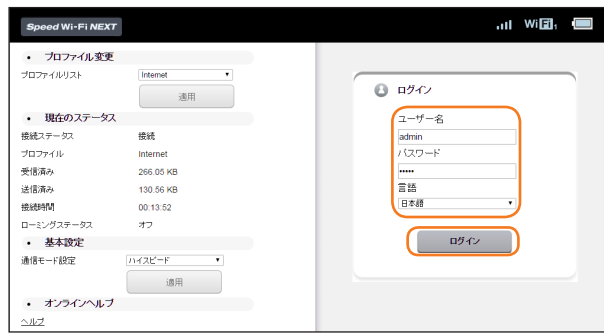 Speed Wi-Fi NEXT
WiFi1
• プロファイル変更
プロファイルリスト Internet
適用
• 現在のステータス
接続ステータス 接続
プロファイル Internet
受信済み 266.05 KB
送信済み 130.56 KB
接続時間 00:13:52
ローミングステータス オフ
• 基本設定
通信モード設定 ハイスピード
適用
• オンラインヘルプ
ヘルプ
ログイン
ユーザー名
admin
パスワード
•••••
言語
日本語
ログイン